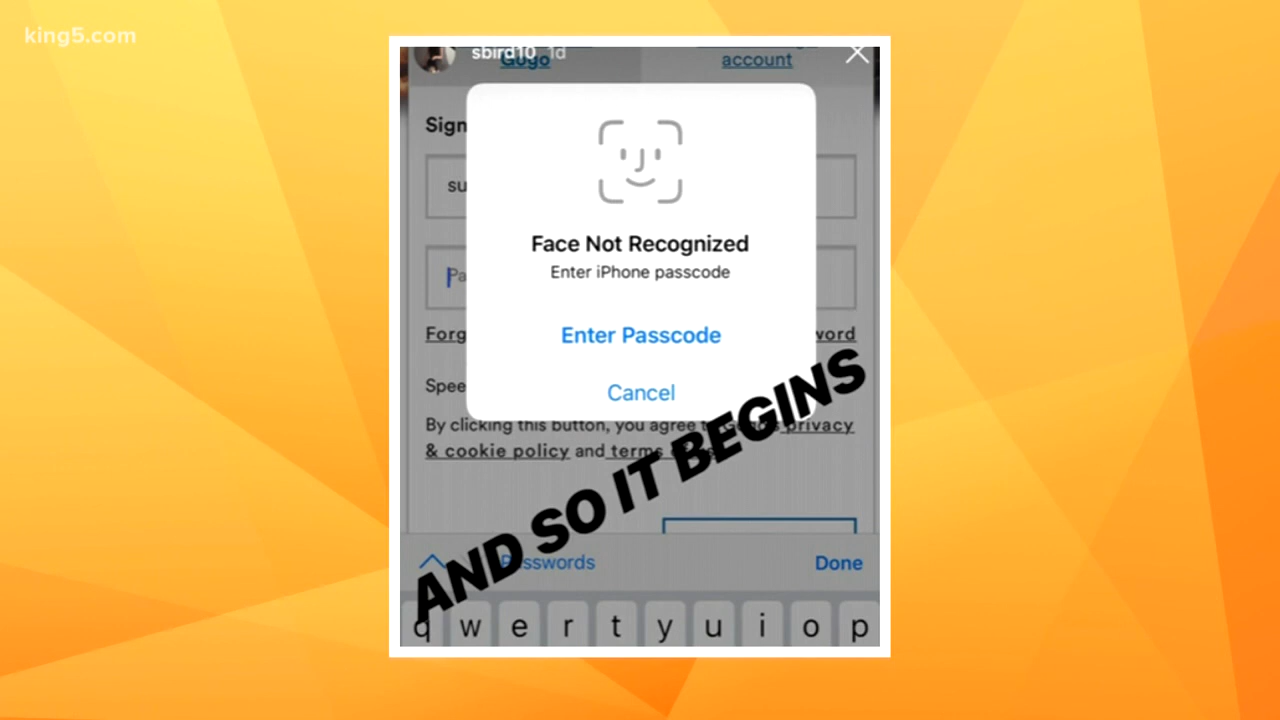 king5.com
sbird10 1d
Gogo
account
Sign
su
Face Not Recognized
Enter iPhone passcode
Pa
Enter Passcode
Forg
word
Cancel
Spee
By clicking this button, you agree privacy
& cookie policy and terms
AND SO IT BEGINS
Passwords
Done
q w e r t y u i o p